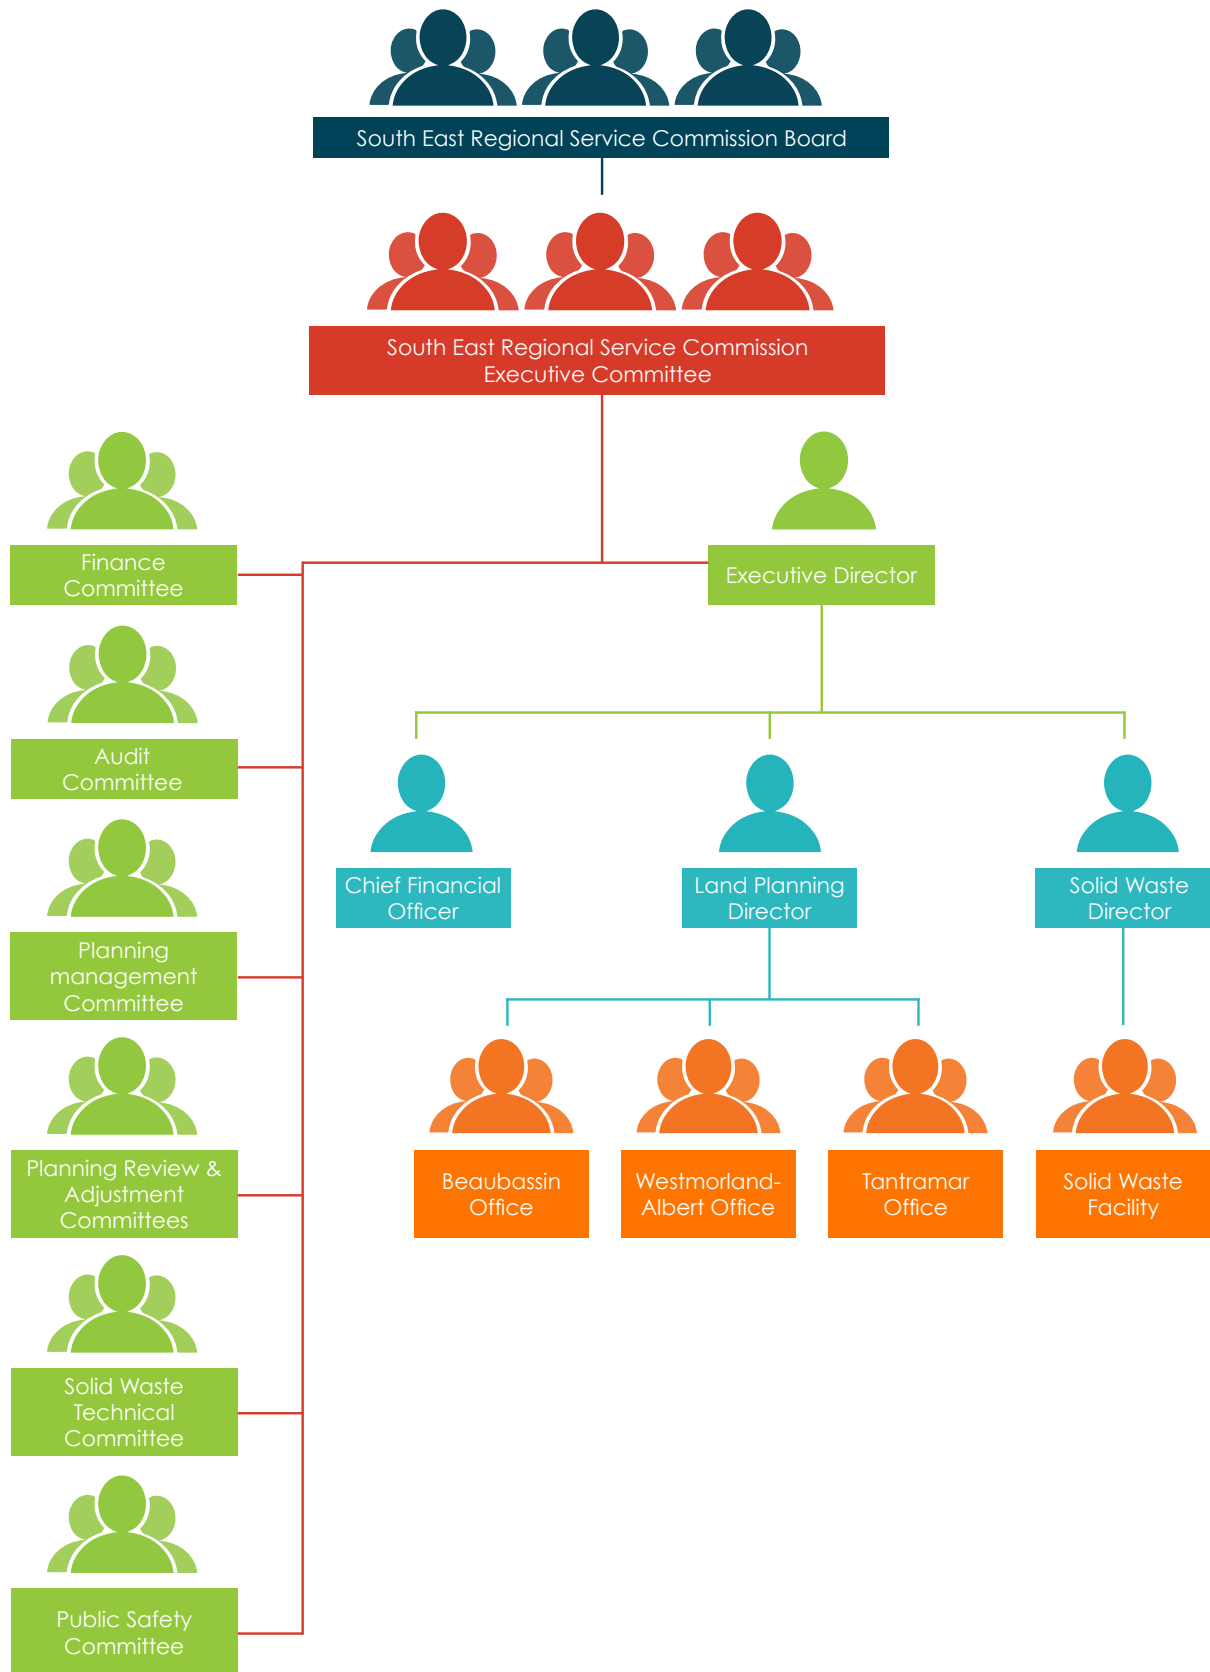 South East Regional Service Commission Board
South East Regional Service Commission
Executive Committee
Finance
Committee
Executive Director
Audit
Committee
Chief Financial
Officer
Land Planning
Director
Solid Waste
Director
Planning
management
Committee
Planning Review &
Adjustment
Committees
Beaubassin
Office
Westmorland-
Albert Office
Tantramar
Office
Solid Waste
Facility
Solid Waste
Technical
Committee
Public Safety
Committee